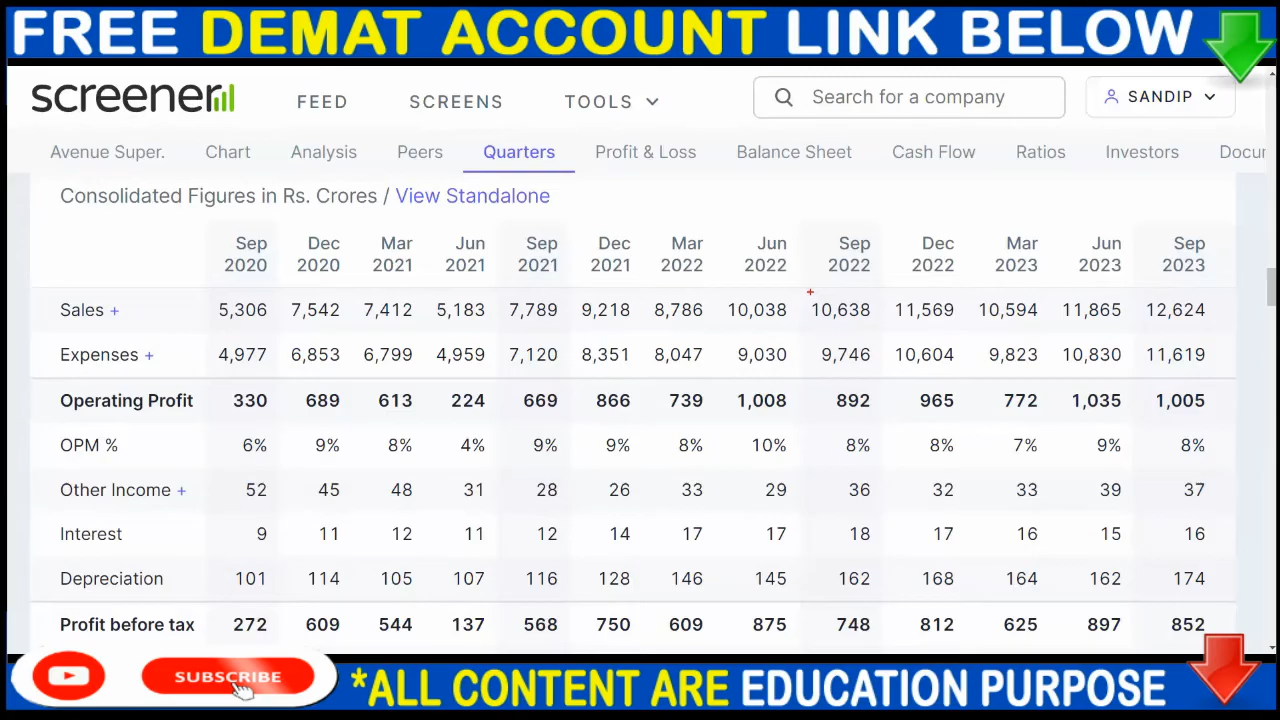 FREE DEMAT ACCOUNT LINK BELOW
screener FEED SCREENS TOOLS Search for a company SANDIP
Avenue Super. Chart Analysis Peers Quarters Profit & Loss Balance Sheet Cash Flow Ratios Investors Docur
Consolidated Figures in Rs. Crores / View Standalone
Sep Dec Mar Jun Sep Dec Mar Jun Sep Dec Mar Jun Sep
2020 2020 2021 2021 2021 2021 2022 2022 2022 2022 2023 2023 2023
Sales + 5,306 7,542 7,412 5,183 7,789 9,218 8,786 10,038 10,638 11,569 10,594 11,865 12,624
Expenses + 4,977 6,853 6,799 4,959 7,120 8,351 8,047 9,030 9,746 10,604 9,823 10,830 11,619
Operating Profit 330 689 613 224 669 866 739 1,008 892 965 772 1,035 1,005
OPM % 6% 9% 8% 4% 9% 9% 8% 10% 8% 8% 7% 9% 8%
Other Income + 52 45 48 31 28 26 33 29 36 32 33 39 37
Interest 9 11 12 11 12 14 17 17 18 17 16 15 16
Depreciation 101 114 105 107 116 128 146 145 162 168 164 162 174
Profit before tax 272 609 544 137 568 750 609 875 748 812 625 897 852
SUBSCRIBE
*ALL CONTENT ARE EDUCATION PURPOSE